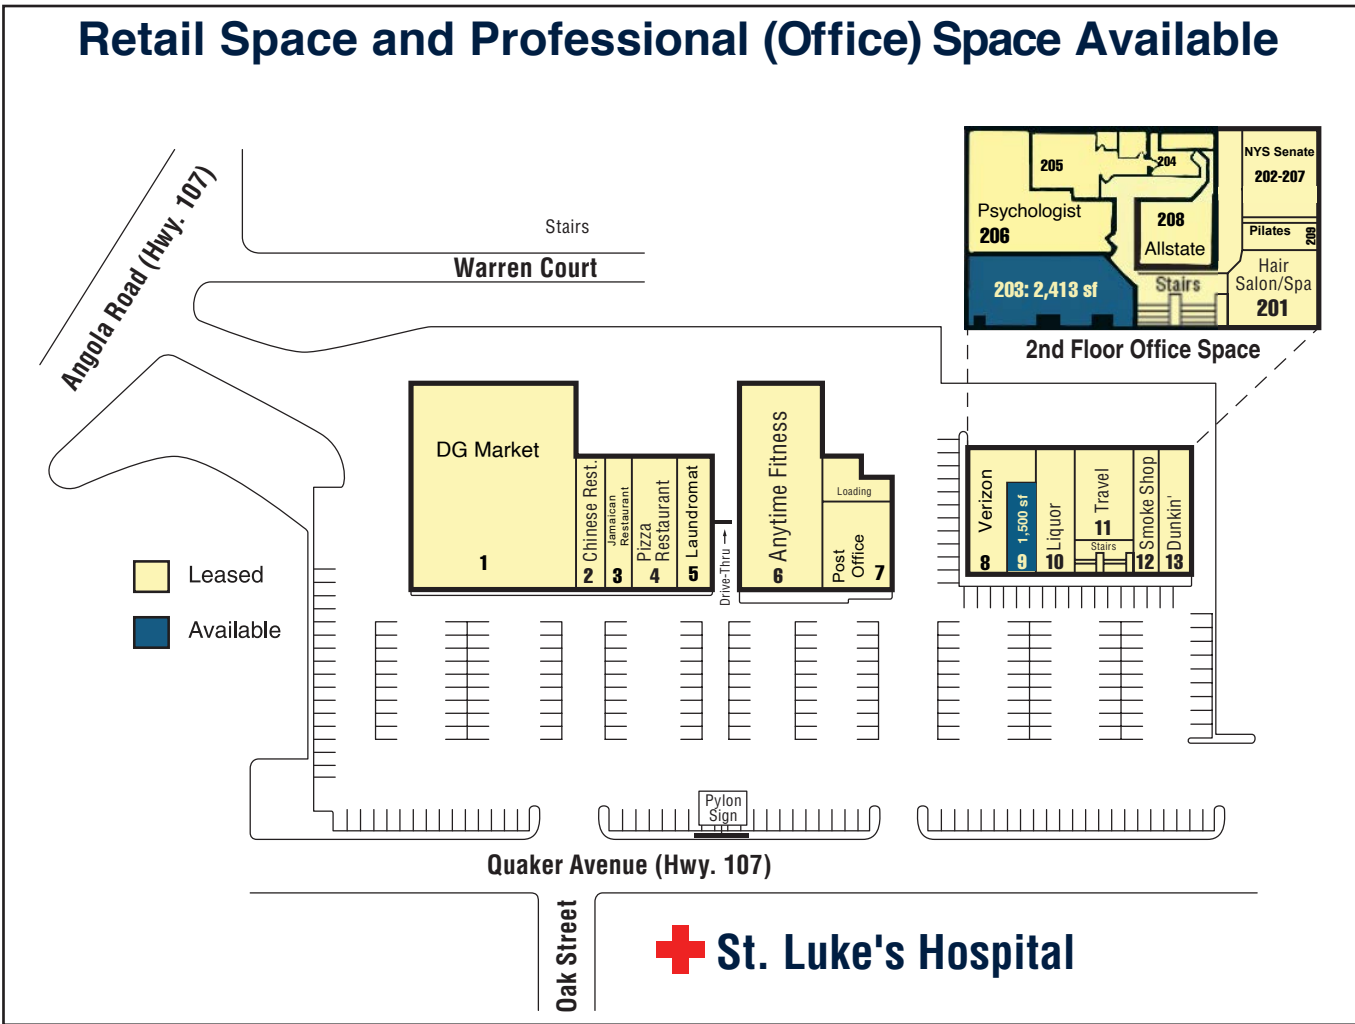 Retail Space and Professional (Office) Space Available
NYS Senate
202-207
205
204
Psychologist
206
208
Allstate
Pilates
209
Hair
Salon/Spa
201
203: 2,413 sf
Stairs
2nd Floor Office Space
Angola Road (Hwy. 107)
Stairs
Warren Court
DG Market
1
Chinese Rest.
2
Jamaican
Restaurant
3
Pizza
Restaurant
4
Laundromat
5
Drive-Thru
Anytime Fitness
6
Loading
Post
Office
7
Verizon
8
1,500 sf
9
Liquor
10
Travel
11
Stairs
Smoke Shop
12
Dunkin'
13
Leased
Available
Pylon
Sign
Quaker Avenue (Hwy. 107)
Oak Street
St. Luke's Hospital